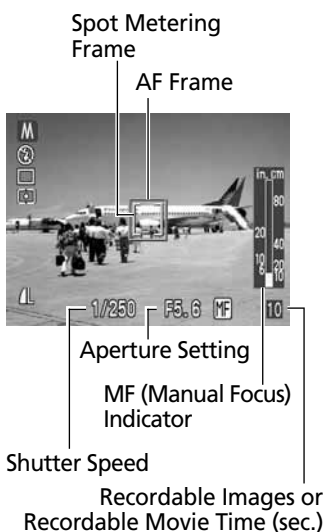 Spot Metering
Frame
AF Frame
M
in. cm
80
20
40
10
20
6
10
L
1/250 F5.6 MF 10
Aperture Setting
MF (Manual Focus)
Indicator
Shutter Speed
Recordable Images or
Recordable Movie Time (sec.)